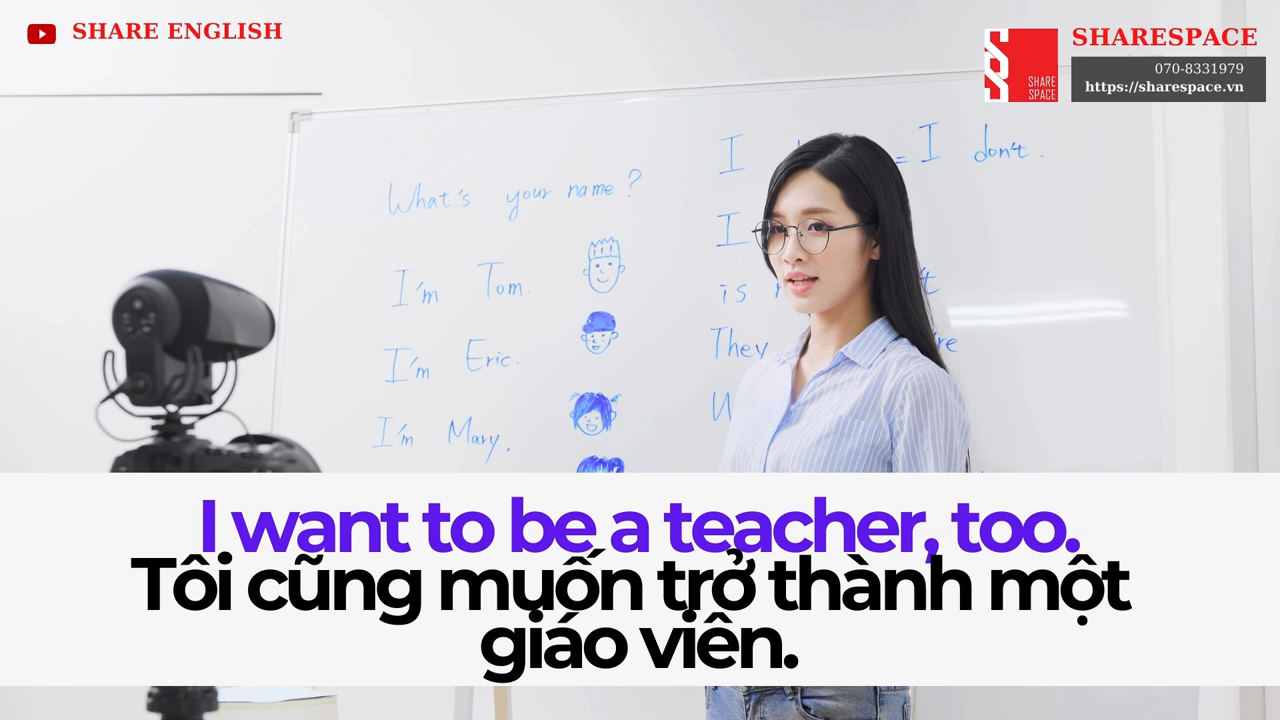 SHARE ENGLISH
SHARESPACE
070-8331979
https://sharespace.vn
SHARE
SPACE
What's your name?
I'm Tom.
I'm Eric.
I'm Mary.
I = I don't.
I
is
They
I want to be a teacher, too.
Tôi cũng muốn trở thành một
giáo viên.